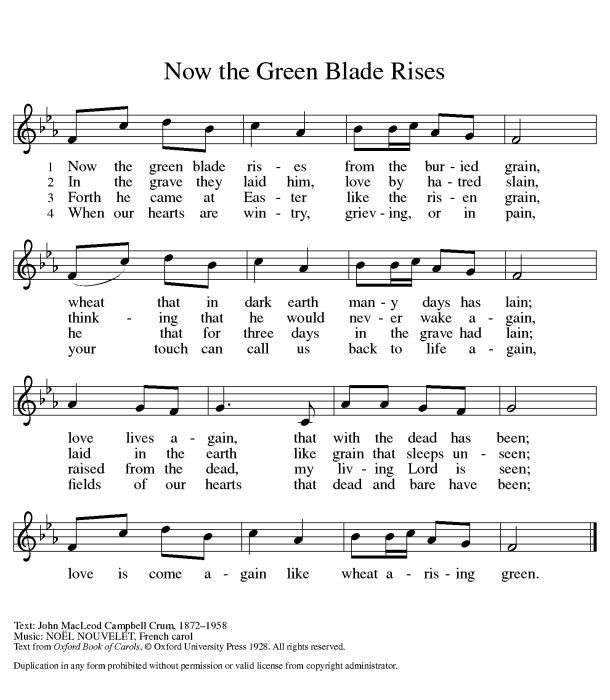 Now the Green Blade Rises
1 Now the green blade ris - es from the bur - ied grain,
2 In the grave they laid him, love by ha - tred slain,
3 Forth he came at Eas - ter like the ris - en grain,
4 When our hearts are win - try, griev - ing, or in pain,
wheat that in dark earth man - y days has lain;
think - ing that he would nev - er wake a - gain,
he that for three days in the grave had lain;
your touch can call us back to life a - gain,
love lives a - gain, that with the dead has been;
laid in the earth like grain that sleeps un - seen;
raised from the dead, my liv - ing Lord is seen;
fields of our hearts that dead and bare have been;
love is come a - gain like wheat a - ris - ing green.
Text: John MacLeod Campbell Crum, 1872–1958
Music: NOËL NOUVELET, French carol
Text from Oxford Book of Carols, © Oxford University Press 1928. All rights reserved.
Duplication in any form prohibited without permission or valid license from copyright administrator.